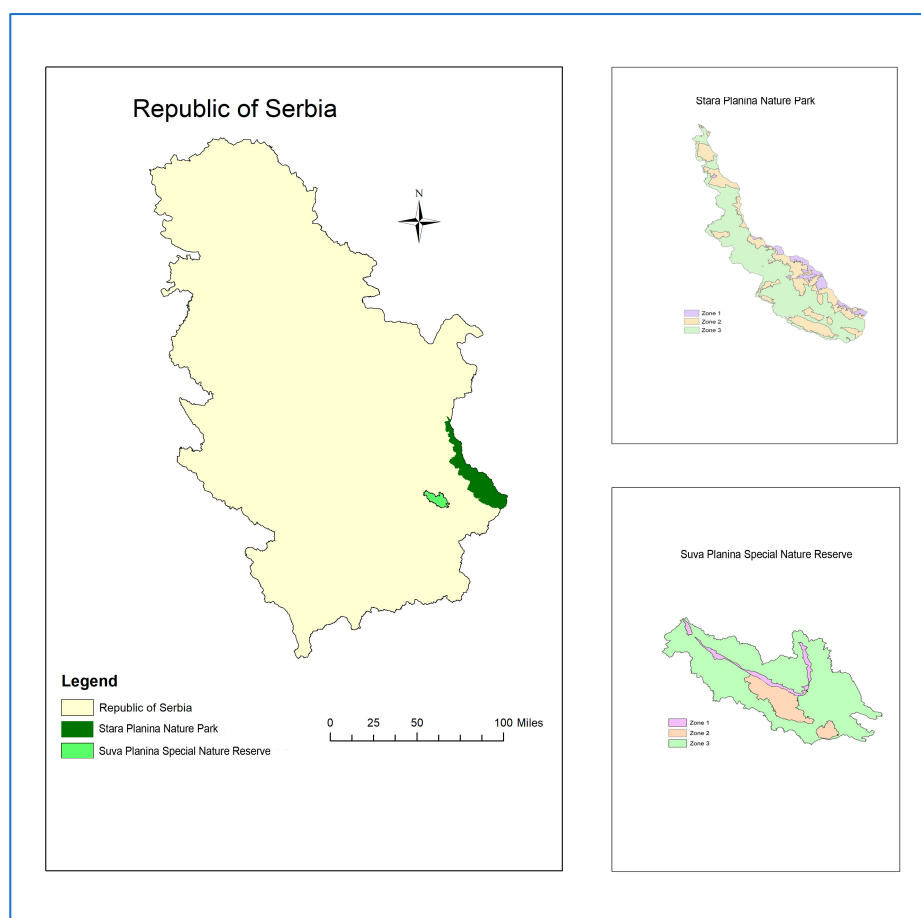 Republic of Serbia
N
Legend
Republic of Serbia
Stara Planina Nature Park
Suva Planina Special Nature Reserve
0 25 50 100 Miles
Stara Planina Nature Park
Zone 1
Zone 2
Zone 3
Suva Planina Special Nature Reserve
Zone 1
Zone 2
Zone 3